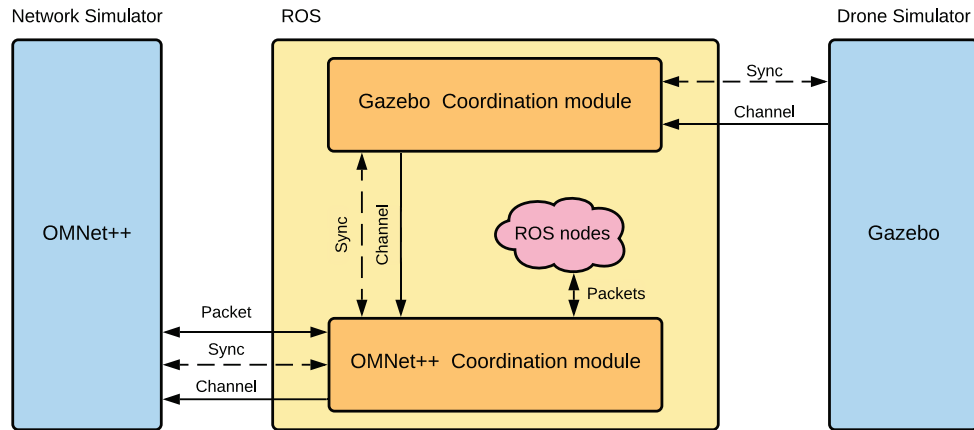 Network Simulator
ROS
Drone Simulator
Gazebo  Coordination module
Sync
Channel
Sync
Channel
ROS nodes
OMNet++
Gazebo
Packets
Packet
Sync
Channel
OMNet++  Coordination module